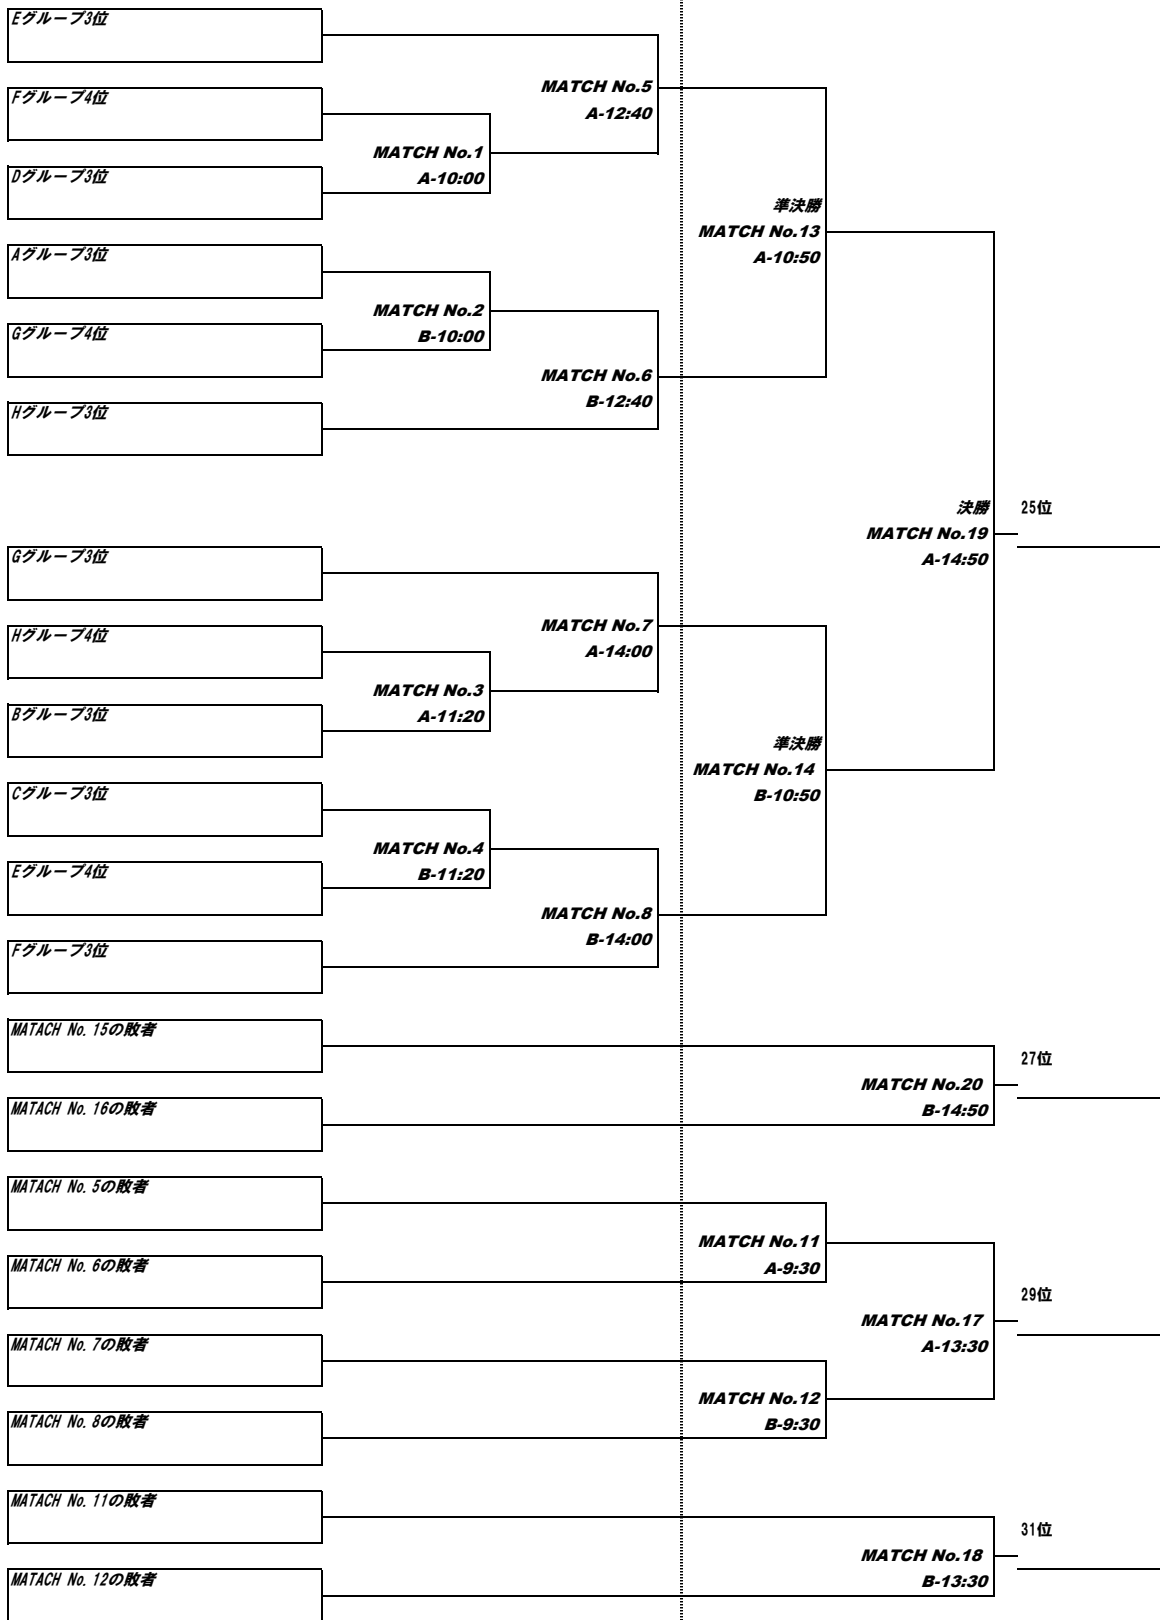 Eグループ3位
MATCH No.5
Fグループ4位
A-12:40
MATCH No.1
Dグループ3位
A-10:00
準決勝
MATCH No.13
Aグループ3位
A-10:50
MATCH No.2
Gグループ4位
B-10:00
MATCH No.6
Hグループ3位
B-12:40
決勝
25位
MATCH No.19
Gグループ3位
A-14:50
Hグループ4位
MATCH No.7
A-14:00
MATCH No.3
Bグループ3位
A-11:20
準決勝
MATCH No.14
Cグループ3位
B-10:50
MATCH No.4
Eグループ4位
B-11:20
MATCH No.8
B-14:00
Fグループ3位
MATACH No.15の敗者
27位
MATCH No.20
MATACH No.16の敗者
B-14:50
MATACH No.5の敗者
MATCH No.11
MATACH No.6の敗者
A-9:30
29位
MATCH No.17
MATACH No.7の敗者
A-13:30
MATCH No.12
MATACH No.8の敗者
B-9:30
MATACH No.11の敗者
31位
MATCH No.18
MATACH No.12の敗者
B-13:30